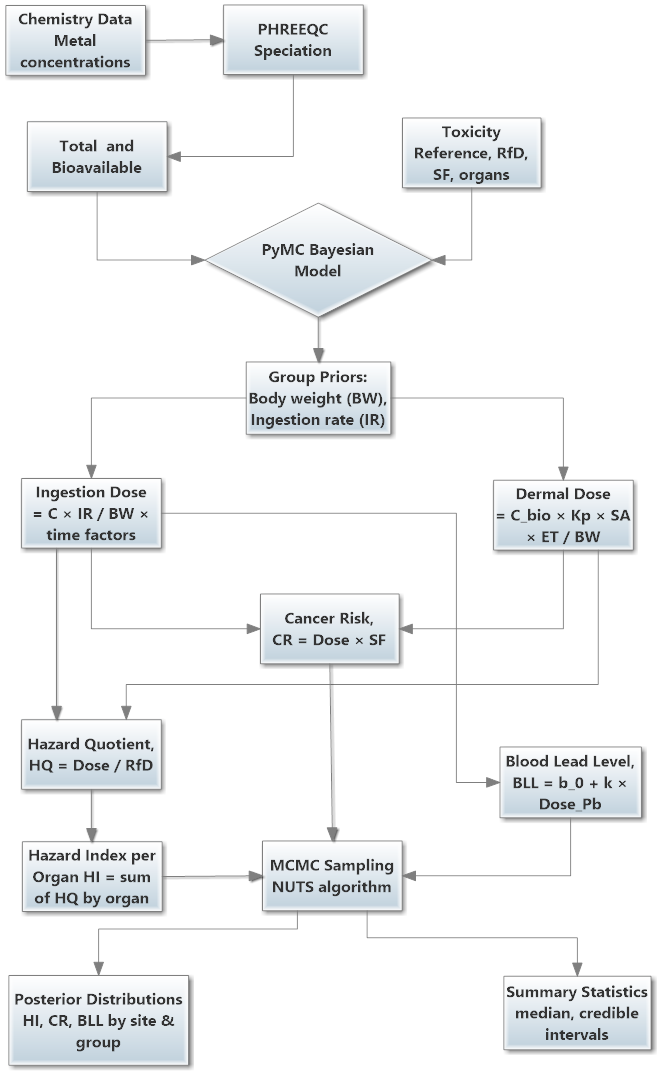 Chemistry Data
Metal
concentrations
PHREEQC
Speciation
Total and
Bioavailable
Toxicity
Reference, RfD,
SF, organs
PyMC Bayesian
Model
Group Priors:
Body weight (BW),
Ingestion rate (IR)
Ingestion Dose
= C × IR / BW ×
time factors
Dermal Dose
= C_bio × Kp × SA
× ET / BW
Cancer Risk,
CR = Dose × SF
Hazard Quotient,
HQ = Dose / RfD
Blood Lead Level,
BLL = b_0 + k ×
Dose_Pb
Hazard Index per
Organ HI = sum
of HQ by organ
MCMC Sampling
NUTS algorithm
Posterior Distributions
HI, CR, BLL by site &
group
Summary Statistics
median, credible
intervals